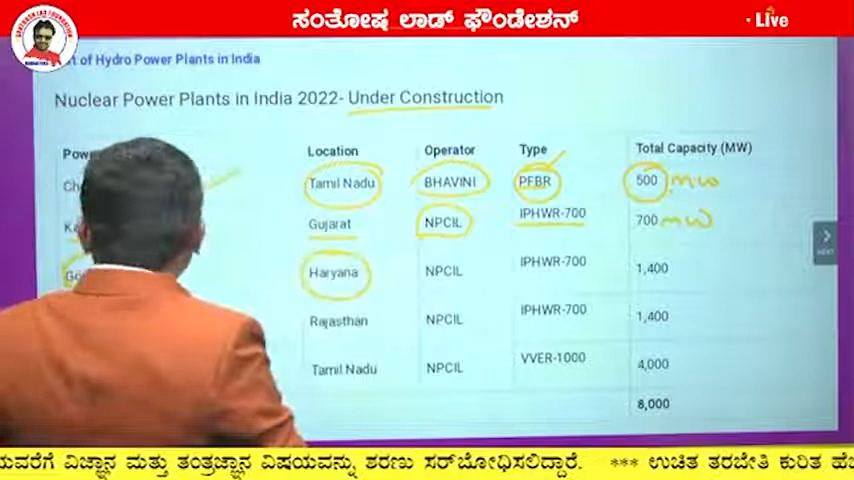 ಸಂತೋಷ ಲಾಡ್ ಫೌಂಡೇಶನ್
Live
of Hydro Power Plants in India
Nuclear Power Plants in India 2022- Under Construction
Location Operator Type Total Capacity (MW)
Tamil Nadu BHAVINI PFBR 500 mw
Gujarat NPCIL IPHWR-700 700 mw
Haryana NPCIL IPHWR-700 1,400
Rajasthan NPCIL IPHWR-700 1,400
Tamil Nadu NPCIL VVER-1000 4,000
8,000
NEXT
ವಿಜ್ಞಾನ ಮತ್ತು ತಂತ್ರಜ್ಞಾನ ವಿಷಯವನ್ನು ಶರಣು ಸರ್‌ಬೋಧಿಸಲಿದ್ದಾರೆ. *** ಉಚಿತ ತರಬೇತಿ ಕುರಿತ